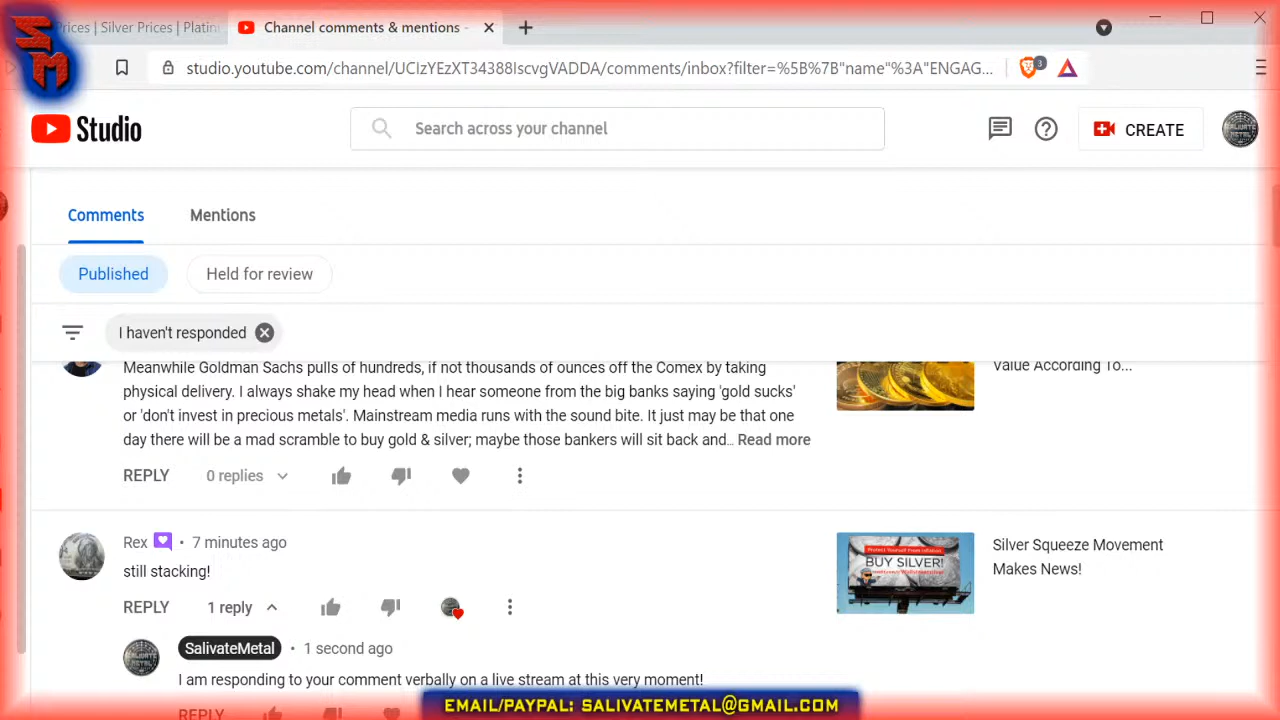 SM
Prices | Silver Prices | Platin
Channel comments & mentions -
studio.youtube.com/channel/UCIzYEzXT34388IscvgVADDA/comments/inbox?filter=%5B%7B"name"%3A"ENGAG...
3
Studio
Search across your channel
CREATE
Comments
Mentions
Published
Held for review
I haven't responded
Meanwhile Goldman Sachs pulls of hundreds, if not thousands of ounces off the Comex by taking
physical delivery. I always shake my head when I hear someone from the big banks saying 'gold sucks'
or 'don't invest in precious metals'. Mainstream media runs with the sound bite. It just may be that one
day there will be a mad scramble to buy gold & silver; maybe those bankers will sit back and… Read more
Value According To...
REPLY 0 replies
Rex • 7 minutes ago
still stacking!
REPLY 1 reply
BUY SILVER!
Silver Squeeze Movement
Makes News!
SalivateMetal • 1 second ago
I am responding to your comment verbally on a live stream at this very moment!
REPLY
EMAIL/PAYPAL: SALIVATEMETAL@GMAIL.COM